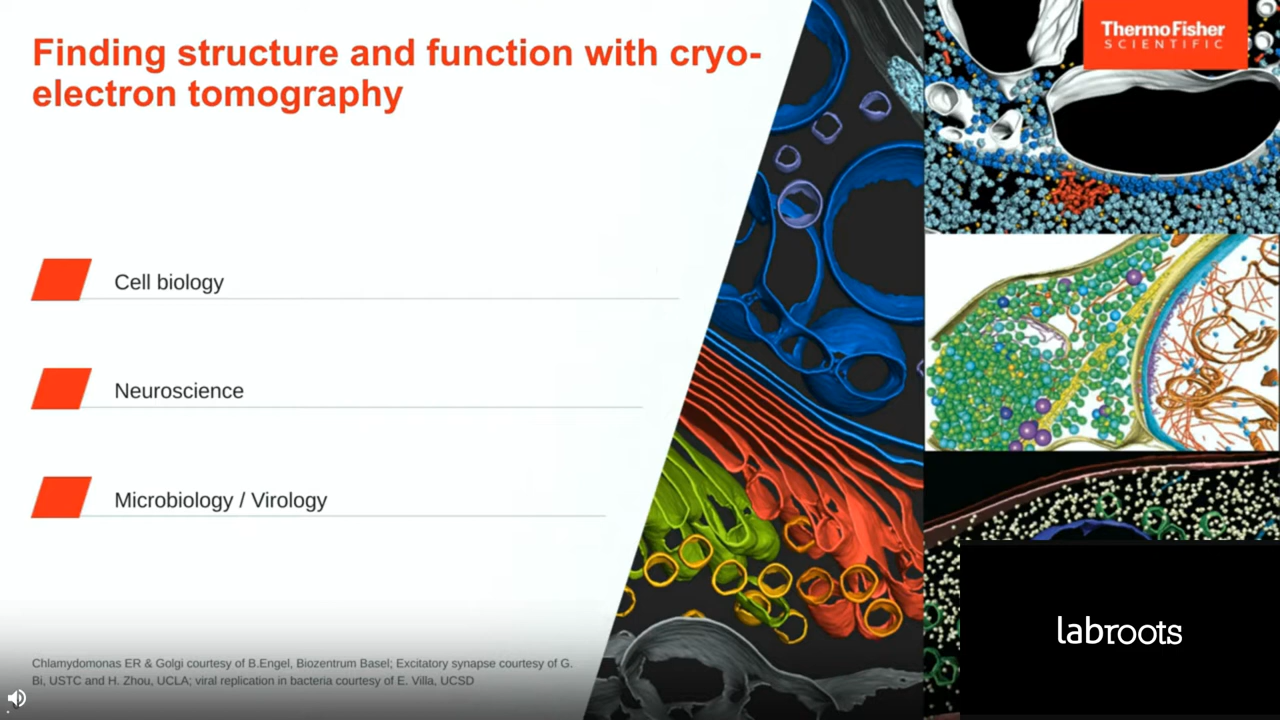 Finding structure and function with cryo-
electron tomography
ThermoFisher
SCIENTIFIC
Cell biology
Neuroscience
Microbiology / Virology
Chlamydomonas ER & Golgi courtesy of B.Engel, Biozentrum Basel; Excitatory synapse courtesy of G.
Bi, USTC and H. Zhou, UCLA; viral replication in bacteria courtesy of E. Villa, UCSD
labroots